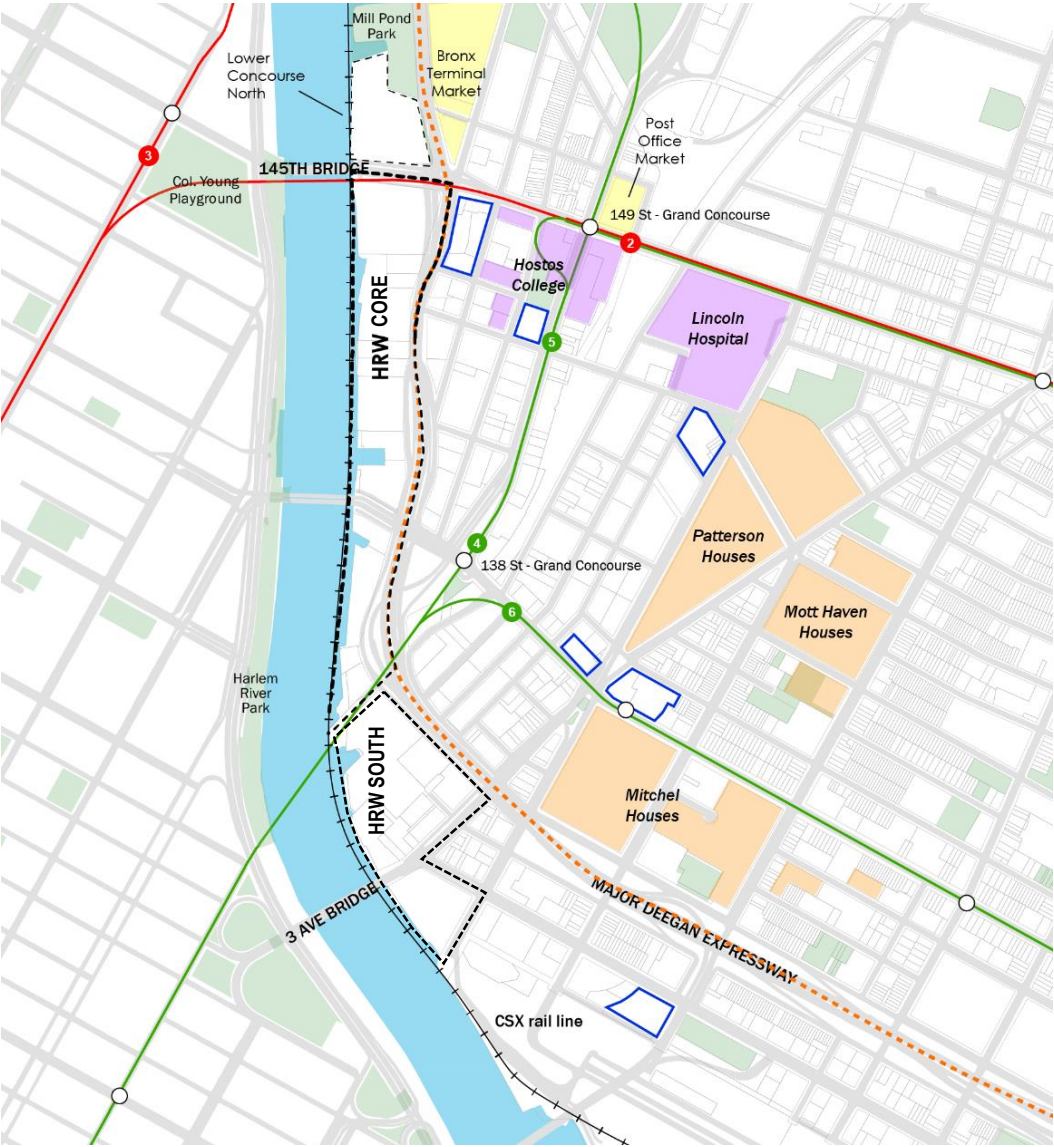 Mill Pond
Park
Lower
Concourse
North
Bronx
Terminal
Market
Post
Office
Market
3
145TH BRIDGE
Col. Young
Playground
149 St - Grand Concourse
2
Hostos
College
HRW CORE
Lincoln
Hospital
5
Patterson
Houses
4
138 St - Grand Concourse
6
Mott Haven
Houses
Harlem
River
Park
HRW SOUTH
Mitchel
Houses
3 AVE BRIDGE
MAJOR DEEGAN EXPRESSWAY
CSX rail line